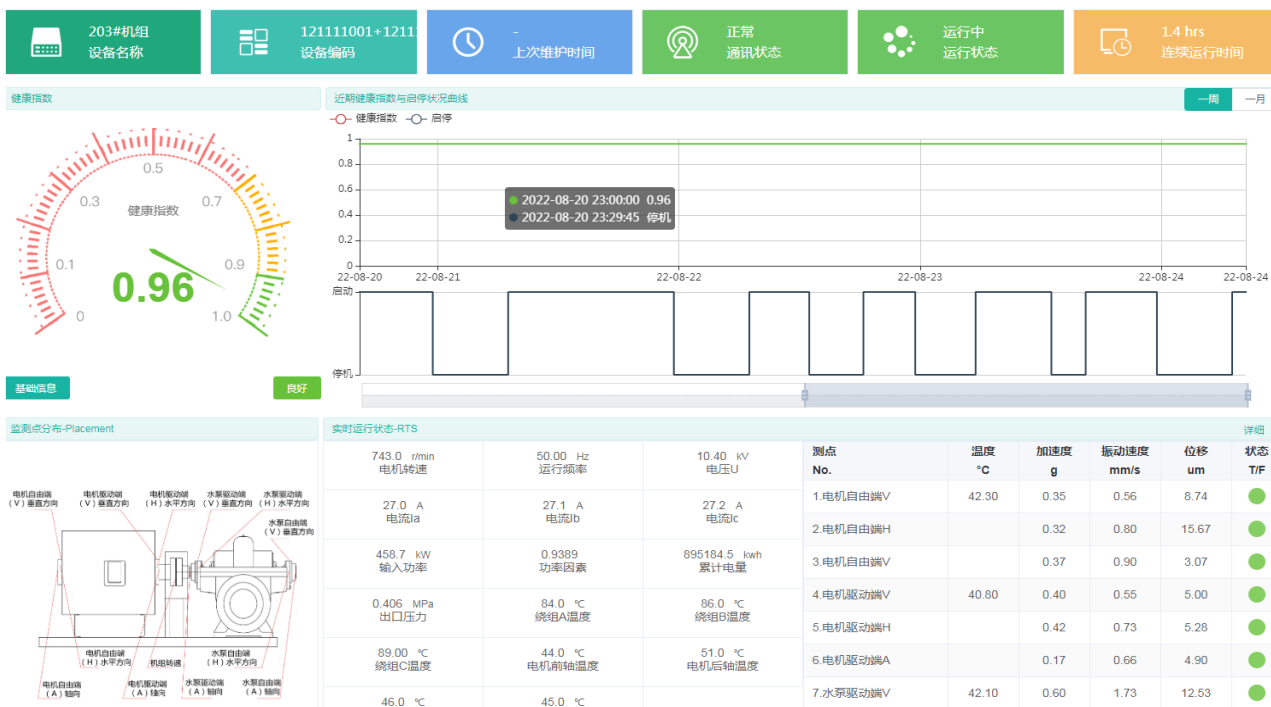 203#机组
设备名称
121111001+1211
设备编码
-
上次维护时间
正常
通讯状态
运行中
运行状态
1.4 hrs
连续运行时间
健康指数
近期健康指数与启停状况曲线
一周
一月
健康指数 启停
0
0.1
0.3
0.5
0.7
0.9
1.0
健康指数
0.96
基础信息
良好
1
0.8
0.6
0.4
0.2
0
2022-08-20 23:00:00 0.96
2022-08-20 23:29:45 停机
22-08-20 22-08-21 22-08-22 22-08-23 22-08-24 22-08-24
启动
停机
监测点分布-Placement
电机自由端
(V)垂直方向
电机驱动端
(V)垂直方向
电机驱动端
(H)水平方向
水泵驱动端
(V)垂直方向
水泵驱动端
(H)水平方向
水泵自由端
(V)垂直方向
电机自由端
(H)水平方向
机组转速
水泵自由端
(H)水平方向
电机自由端
(A)轴向
电机驱动端
(A)轴向
水泵驱动端
(A)轴向
水泵自由端
(A)轴向
实时运行状态-RTS
详细
743.0 r/min
电机转速
50.00 Hz
运行频率
10.40 kV
电压U
27.0 A
电流Ia
27.1 A
电流Ib
27.2 A
电流Ic
458.7 kW
输入功率
0.9389
功率因素
895184.5 kwh
累计电量
0.406 MPa
出口压力
84.0 ℃
绕组A温度
86.0 ℃
绕组B温度
89.00 ℃
绕组C温度
44.0 ℃
电机前轴温度
51.0 ℃
电机后轴温度
46.0 ℃
45.0 ℃
测点 温度 加速度 振动速度 位移 状态
No. °C g mm/s um T/F
1.电机自由端V 42.30 0.35 0.56 8.74
2.电机自由端H 0.32 0.80 15.67
3.电机自由端V 0.37 0.90 3.07
4.电机驱动端V 40.80 0.40 0.55 5.00
5.电机驱动端H 0.42 0.73 5.28
6.电机驱动端A 0.17 0.66 4.90
7.水泵驱动端V 42.10 0.60 1.73 12.53